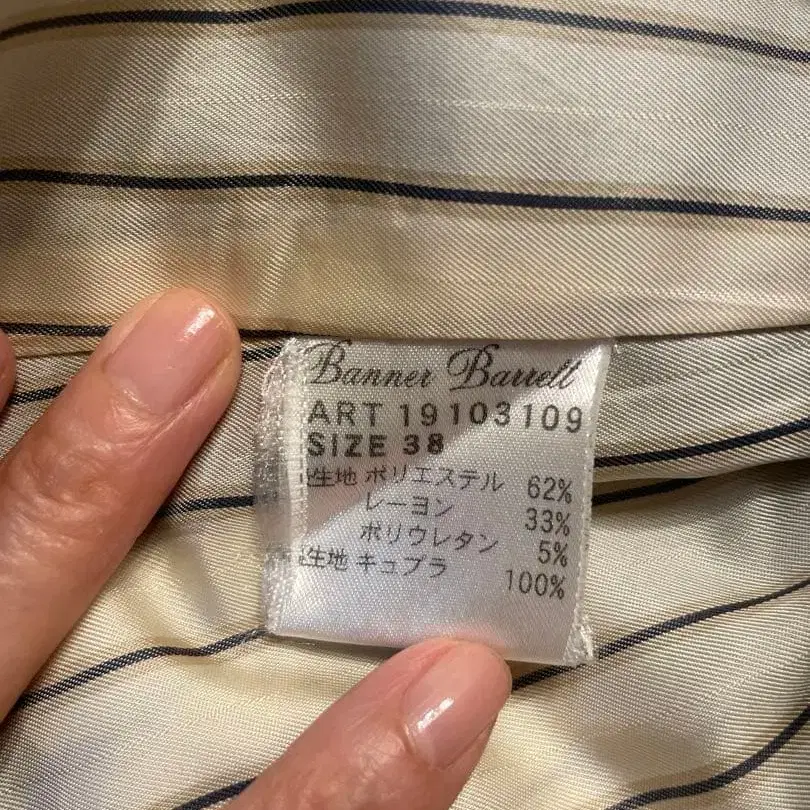 Banner Barrett
ART 19103109
SIZE 38
生地 ポリエステル 62%
レーヨン 33%
ポリウレタン 5%
生地 キュプラ 100%